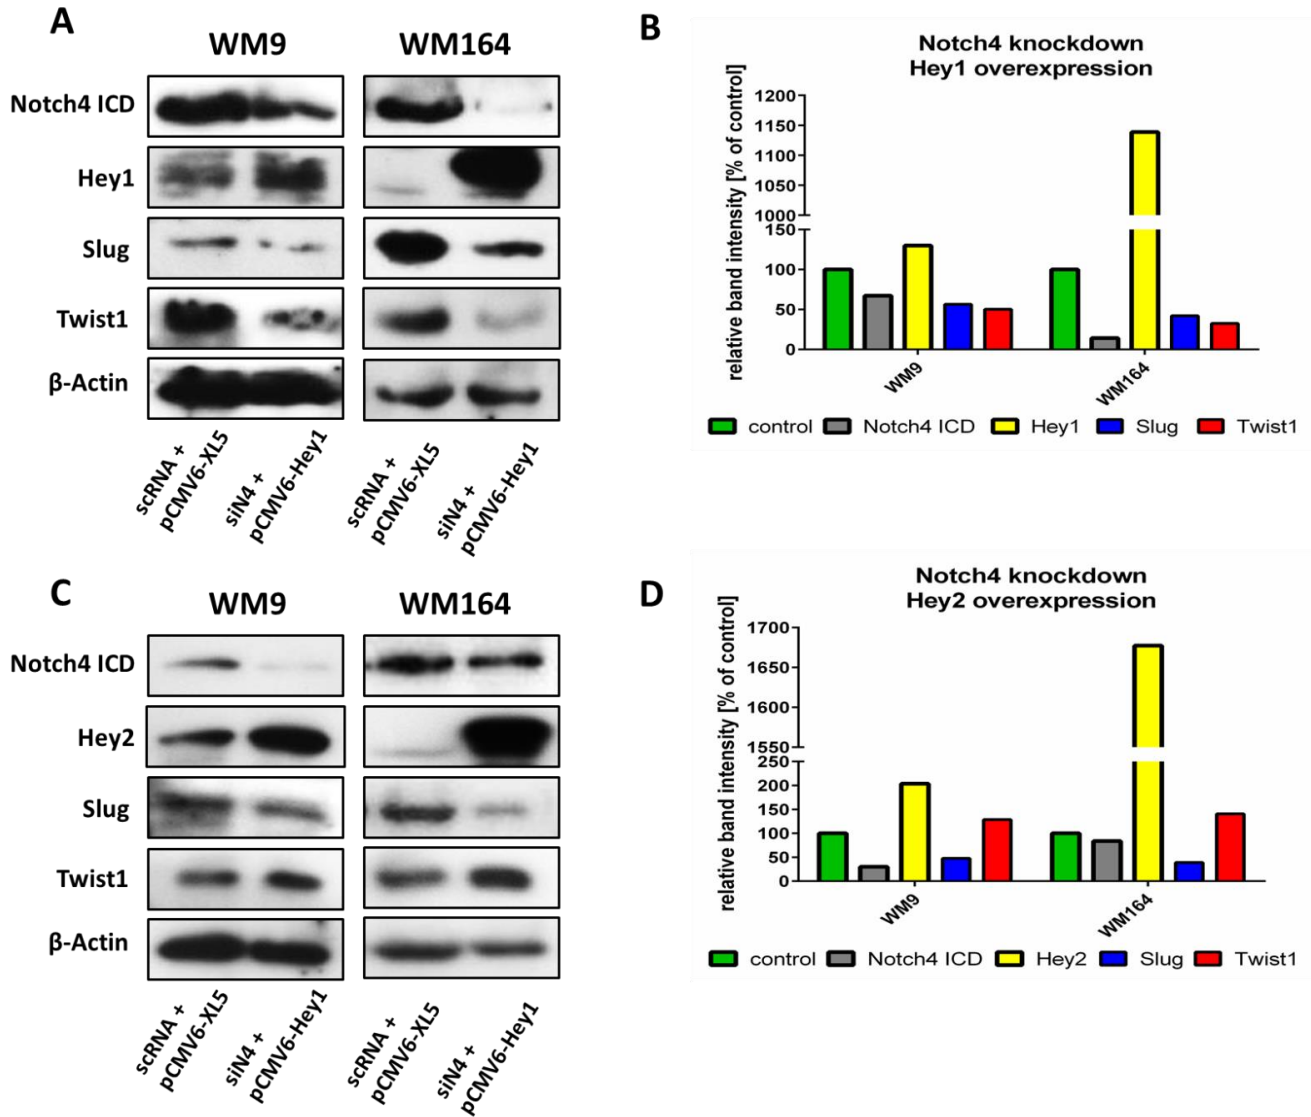 A
WM9 WM164
Notch4 ICD
Hey1
Slug
Twist1
β-Actin
scRNA +
pCMV6-XL5
siN4 +
pCMV6-Hey1
scRNA +
pCMV6-XL5
siN4 +
pCMV6-Hey1
B
Notch4 knockdown
Hey1 overexpression
relative band intensity [% of control]
1200
1150
1100
1050
1000
150
100
50
0
WM9
WM164
control Notch4 ICD Hey1 Slug Twist1
C
WM9 WM164
Notch4 ICD
Hey2
Slug
Twist1
β-Actin
scRNA +
pCMV6-XL5
siN4 +
pCMV6-Hey1
scRNA +
pCMV6-XL5
siN4 +
pCMV6-Hey1
D
Notch4 knockdown
Hey2 overexpression
relative band intensity [% of control]
1700
1650
1600
1550
250
200
150
100
50
0
WM9
WM164
control Notch4 ICD Hey2 Slug Twist1